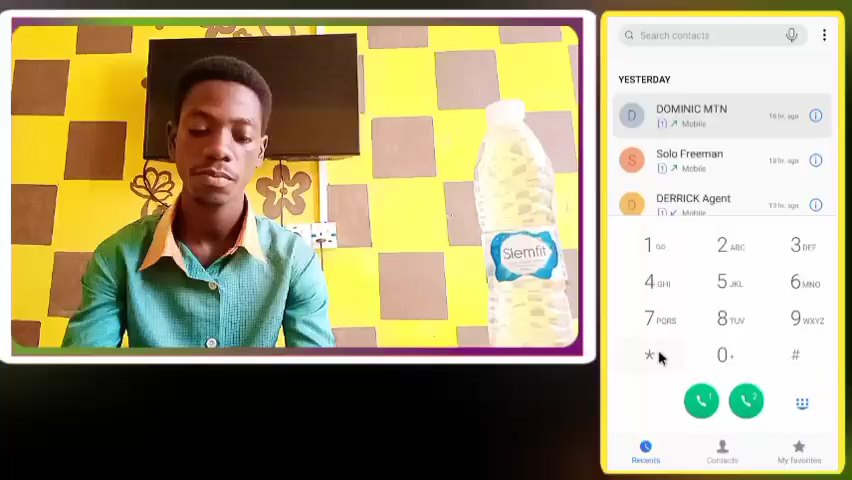 Slemfit
Search contacts
YESTERDAY
D
DOMINIC MTN
1 Mobile
16 hr. ago
S
Solo Freeman
1 Mobile
18 hr. ago
D
DERRICK Agent
1 Mobile
19 hr. ago
1 2 ABC 3 DEF
4 GHI 5 JKL 6 MNO
7 PQRS 8 TUV 9 WXYZ
* 0 + #
1 2
Recents Contacts My favorites